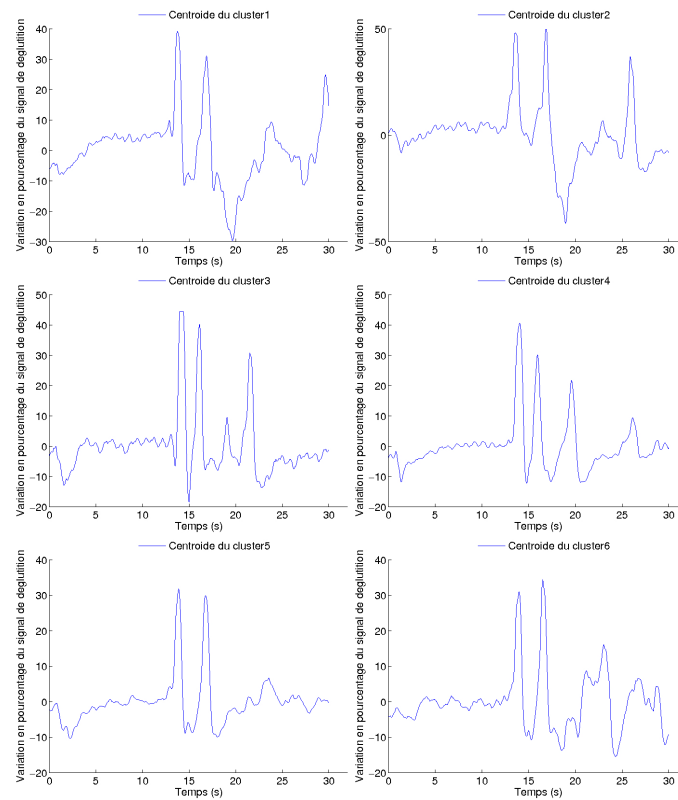 Centroide du cluster1
Variation en pourcentage du signal de deglutition
40
30
20
10
0
−10
−20
−30
0 5 10 15 20 25 30
Temps (s)
Centroide du cluster2
Variation en pourcentage du signal de deglutition
50
0
50
0 5 10 15 20 25 30
Temps (s)
Centroide du cluster3
Variation en pourcentage du signal de deglutition
50
40
30
20
10
0
−10
−20
0 5 10 15 20 25 30
Temps (s)
Centroide du cluster4
Variation en pourcentage du signal de deglutition
50
40
30
20
10
0
−10
−20
0 5 10 15 20 25 30
Temps (s)
Centroide du cluster5
Variation en pourcentage du signal de deglutition
40
30
20
10
0
−10
−20
0 5 10 15 20 25 30
Temps (s)
Centroide du cluster6
Variation en pourcentage du signal de deglutition
40
30
20
10
0
−10
−20
0 5 10 15 20 25 30
Temps (s)